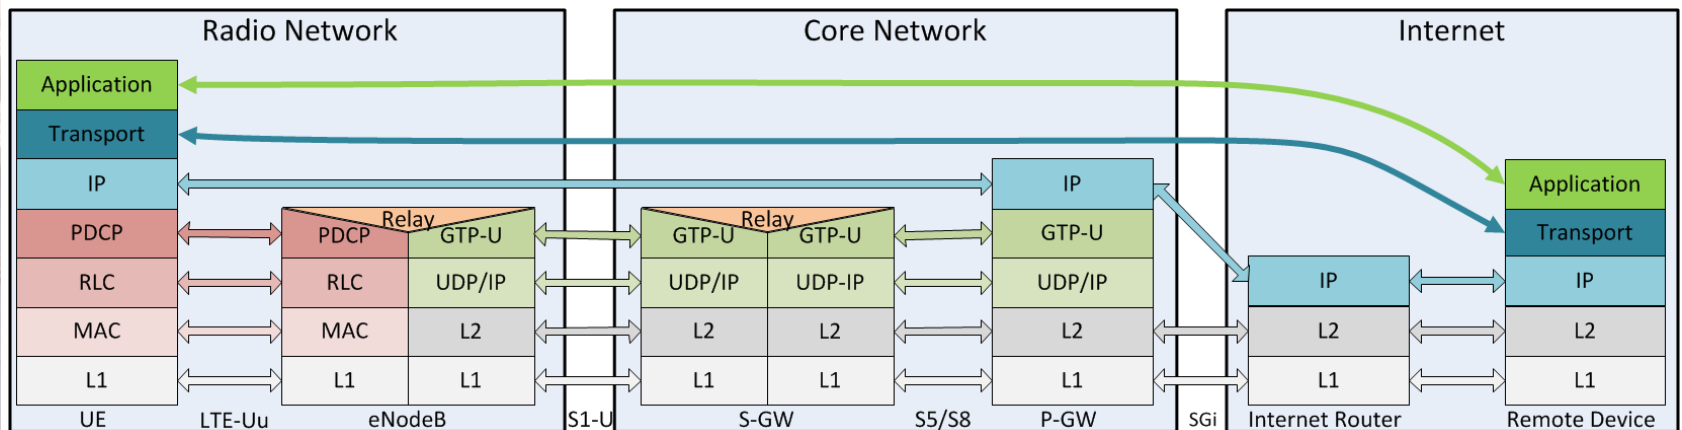 Radio Network
Core Network
Internet
Application
Transport
IP
IP
Application
PDCP
Relay
PDCP
GTP-U
Relay
GTP-U
GTP-U
GTP-U
Transport
RLC
RLC
UDP/IP
UDP/IP
UDP-IP
UDP/IP
IP
IP
MAC
MAC
L2
L2
L2
L2
L2
L2
L1
L1
L1
L1
L1
L1
L1
L1
UE
LTE-Uu
eNodeB
S1-U
S-GW
S5/S8
P-GW
SGi
Internet Router
Remote Device